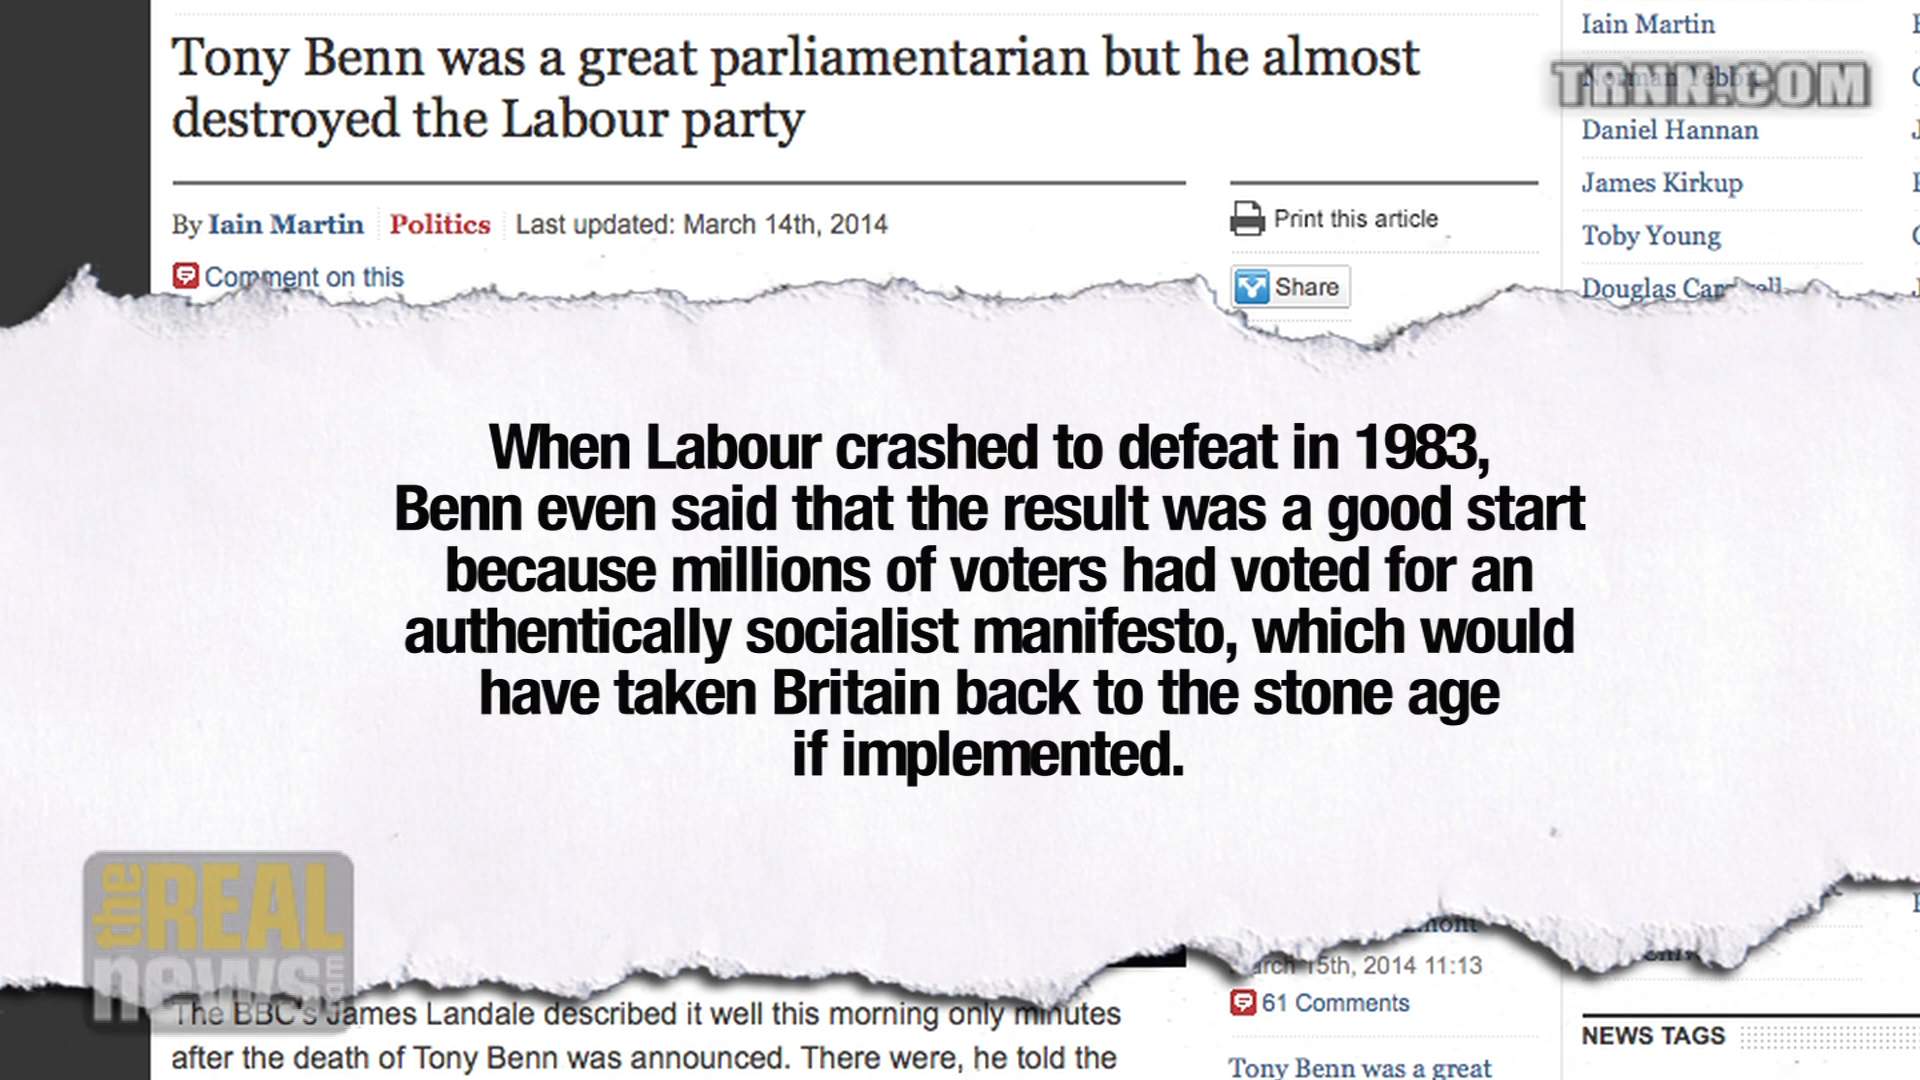 Tony Benn was a great parliamentarian but he almost
destroyed the Labour party
By Iain Martin Politics Last updated: March 14th, 2014
Comment on this
Print this article
Share
Iain Martin
Norman Tebbit
Daniel Hannan
James Kirkup
Toby Young
Douglas
TRNN.COM
When Labour crashed to defeat in 1983,
Benn even said that the result was a good start
because millions of voters had voted for an
authentically socialist manifesto, which would
have taken Britain back to the stone age
if implemented.
the REAL
news.com
The BBC's James Landale described it well this morning only minutes
after the death of Tony Benn was announced. There were, he told the
15th, 2014 11:13
61 Comments
Tony Benn was a great
NEWS TAGS